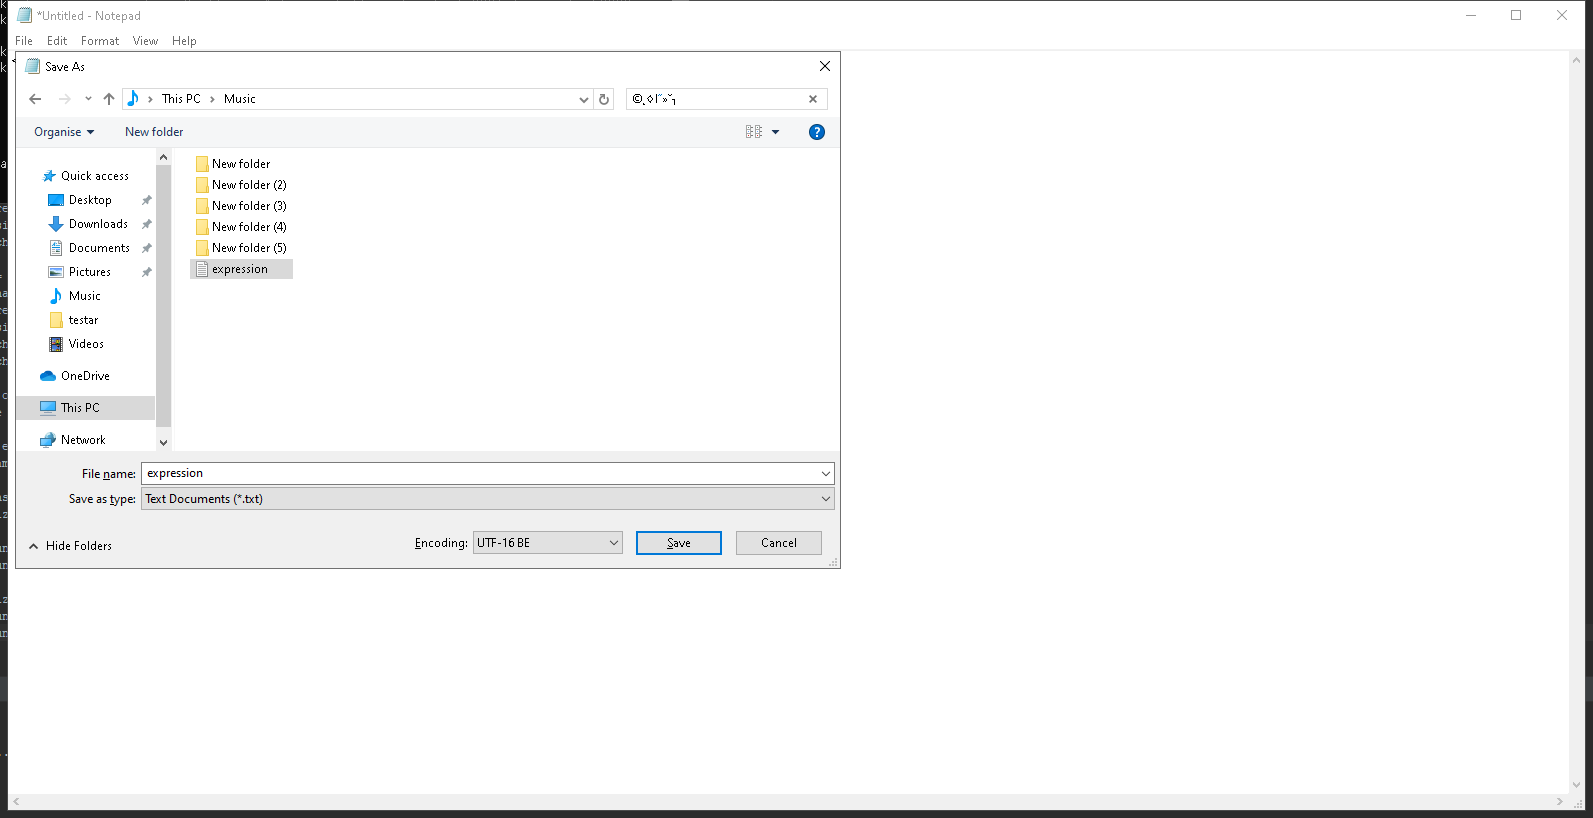 *Untitled - Notepad
File Edit Format View Help
Save As
This PC > Music
Organise New folder
Quick access
Desktop
Downloads
Documents
Pictures
Music
testar
Videos
OneDrive
This PC
Network
New folder
New folder (2)
New folder (3)
New folder (4)
New folder (5)
expression
File name: expression
Save as type: Text Documents (*.txt)
Hide Folders
Encoding: UTF-16 BE
Save
Cancel